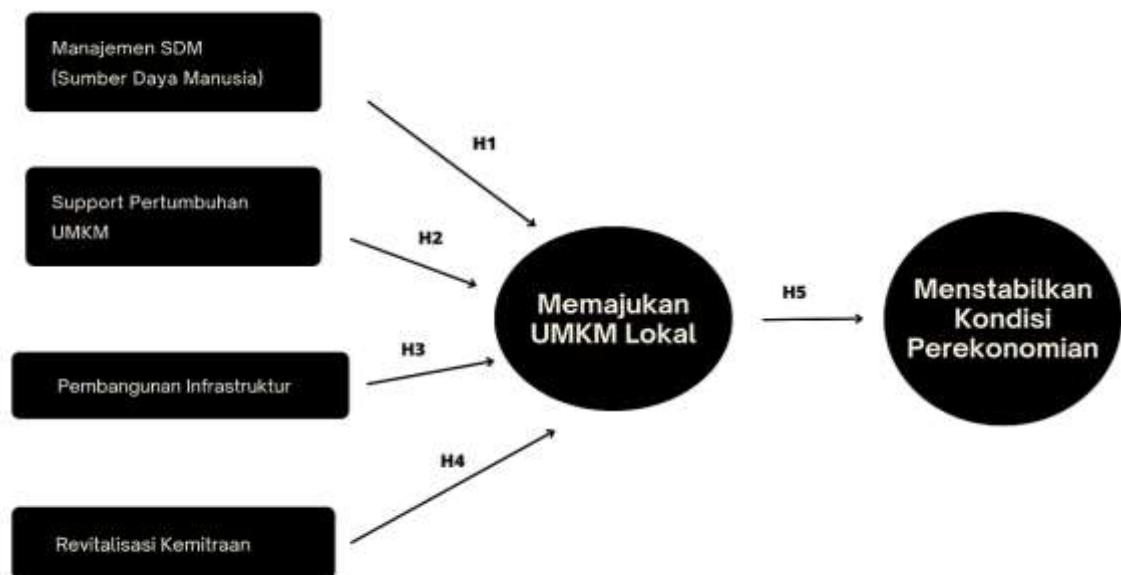 Manajemen SDM
(Sumber Daya Manusia)
H1
Support Pertumbuhan
UMKM
H2
Memajukan
UMKM Lokal
H5
Menstabilkan
Kondisi
Perekonomian
H3
Pembangunan Infrastruktur
H4
Revitalisasi Kemitraan